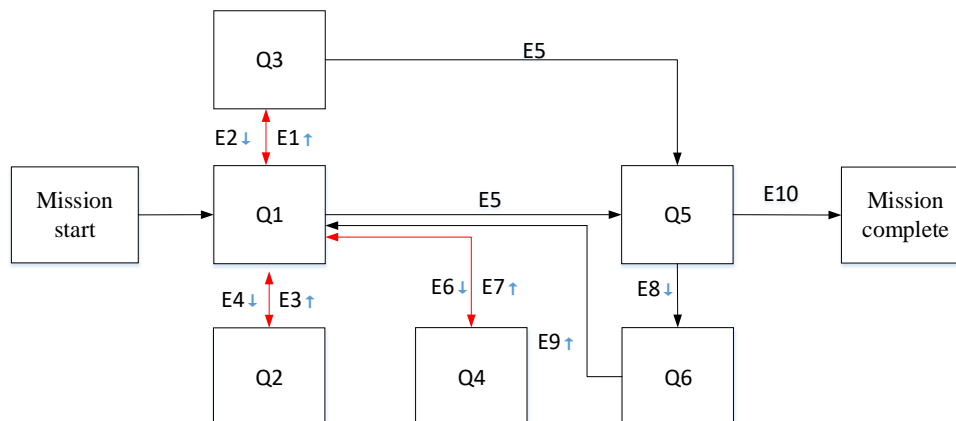 Q3
E5
E2↓ E1↑
Mission
start
Q1
E5
Q5
E10
Mission
complete
E4↓ E3↑
E6↓ E7↑
E8↓
E9↑
Q2
Q4
Q6